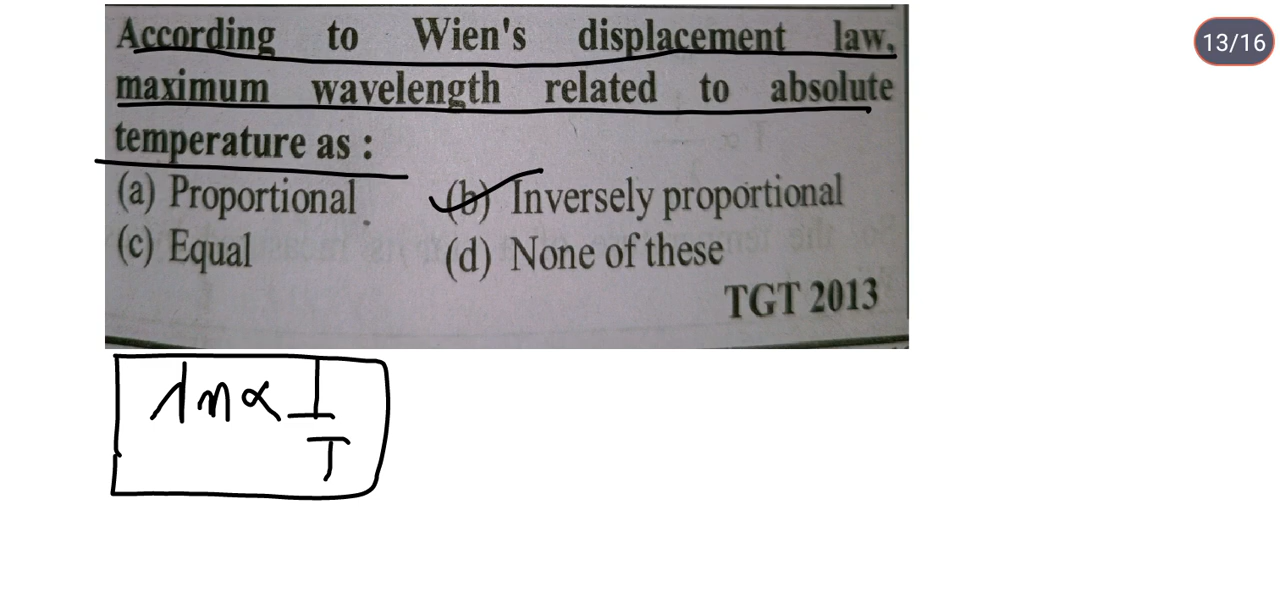 According to Wien's displacement law,
13/16
maximum wavelength related to absolute
temperature as :
(a) Proportional (b) Inversely proportional
(c) Equal (d) None of these
TGT 2013
λm ∝ 1/T